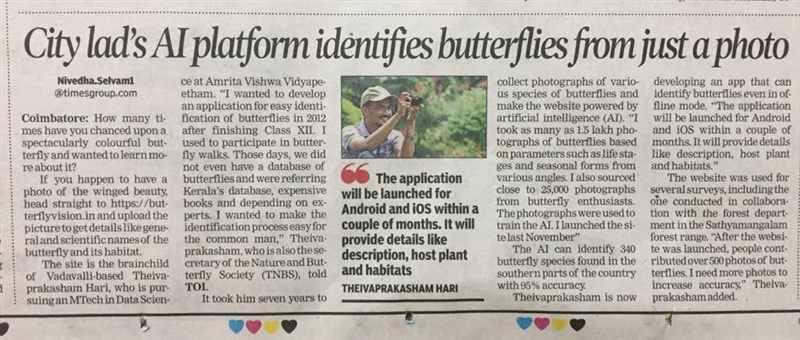 City lad's AI platform identifies butterflies from just a photo
Nivedha.Selvam1
@timesgroup.com
Coimbatore: How many ti-
mes have you chanced upon a
spectacularly colourful but-
terfly and wanted to learn mo-
re about it?
If you happen to have a
photo of the winged beauty,
head straight to https://but-
terflyvision.in and upload the
picture to get details like gene-
ral and scientific names of the
butterfly and its habitat.
The site is the brainchild
of Vadavalli-based Theiva-
prakasham Hari, who is pur-
suing an MTech in Data Scien-
ce at Amrita Vishwa Vidyape-
etham. "I wanted to develop
an application for easy identi-
fication of butterflies in 2012
after finishing Class XII. I
used to participate in butter-
fly walks. Those days, we did
not even have a database of
butterflies and were referring
Kerala's database, expensive
books and depending on ex-
perts. I wanted to make the
identification process easy for
the common man," Theiva-
prakasham, who is also the se-
cretary of the Nature and But-
terfly Society (TNBS), told
TOI.
It took him seven years to
The application
will be launched for
Android and iOS within a
couple of months. It will
provide details like
description, host plant
and habitats
THEIVAPRAKASHAM HARI
collect photographs of vario-
us species of butterflies and
make the website powered by
artificial intelligence (AI). "I
took as many as 1.5 lakh pho-
tographs of butterflies based
on parameters such as life sta-
ges and seasonal forms from
various angles. I also sourced
close to 25,000 photographs
from butterfly enthusiasts.
The photographs were used to
train the AI. I launched the si-
te last November"
The AI can identify 340
butterfly species found in the
southern parts of the country
with 95% accuracy.
Theivaprakasham is now
developing an app that can
identify butterflies even in of-
fline mode. "The application
will be launched for Android
and iOS within a couple of
months. It will provide details
like description, host plant
and habitats."
The website was used for
several surveys, including the
one conducted in collabora-
tion with the forest depart-
ment in the Sathyamangalam
forest range. "After the websi-
te was launched, people cont-
ributed over 500 photos of but-
terflies. I need more photos to
increase accuracy," Theiva-
prakasham added.